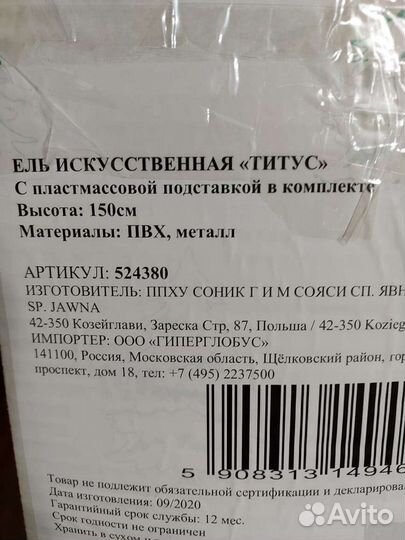 ЕЛЬ ИСКУССТВЕННАЯ «ТИТУС»
С пластмассовой подставкой в комплекте
Высота: 150см
Материалы: ПВХ, металл
АРТИКУЛ: 524380
ИЗГОТОВИТЕЛЬ: ППХУ СОНИК Г И М СОЯСИ СП. ЯВН
SP. JAWNA
42-350 Козейглави, Зареска Стр, 87, Польша / 42-350 Kozieg
ИМПОРТЕР: ООО «ГИПЕРГЛОБУС»
141100, Россия, Московская область, Щёлковский район, гор
проспект, дом 18, тел: +7 (495) 2237500
5 908313 14946
Товар не подлежит обязательной сертификации и декларирова
Дата изготовления: 09/2020
Гарантийный срок службы: 12 мес.
Срок годности не ограничен
Хранить в сухом
Avito